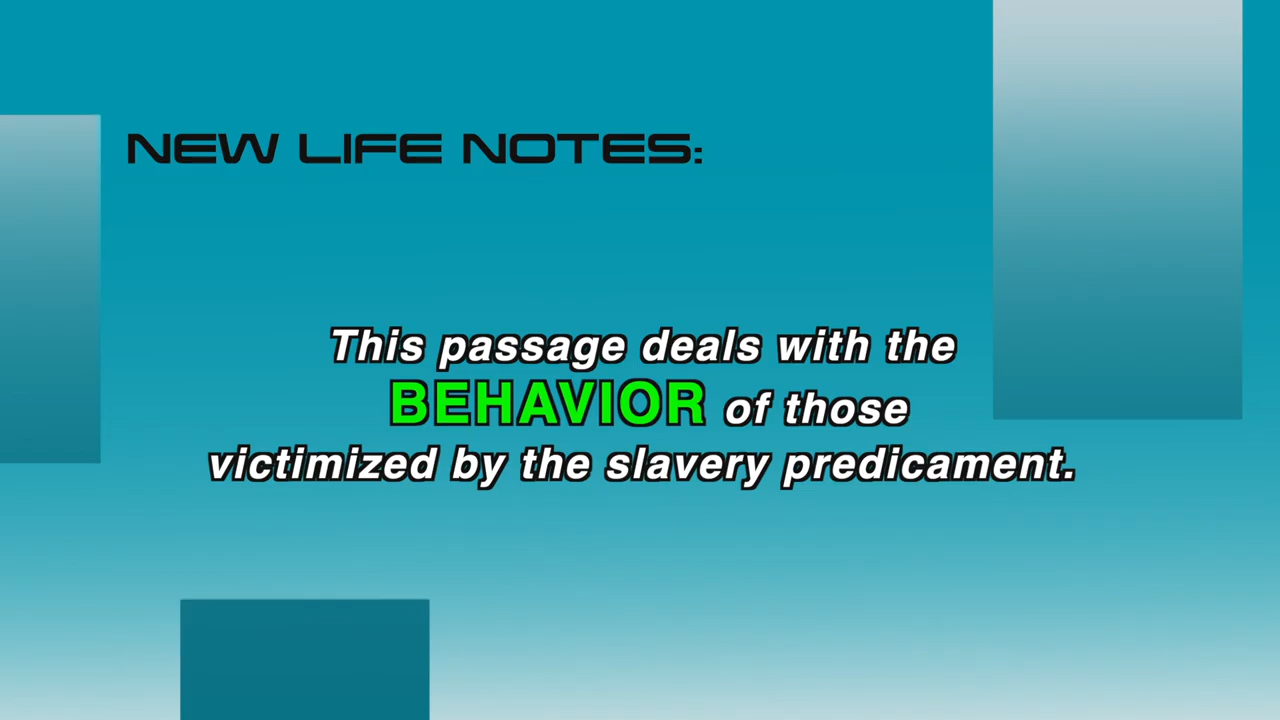 NEW LIFE NOTES:
This passage deals with the
BEHAVIOR of those
victimized by the slavery predicament.